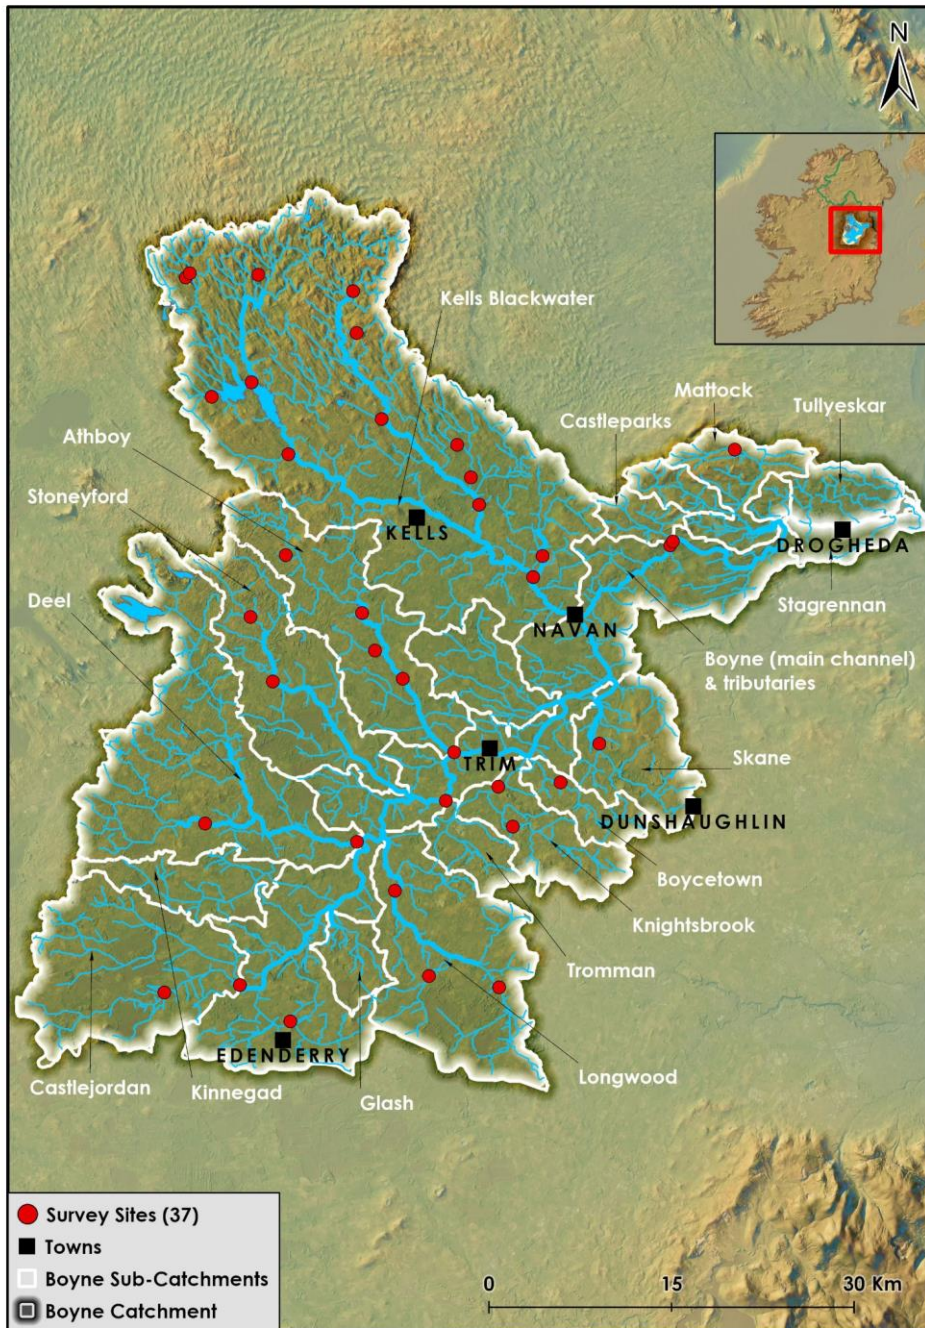 N
Kells Blackwater
Mattock
Tullyeskar
Castleparks
Athboy
Stoneyford
KELLS
DROGHEDA
Deel
Stagrennan
NAVAN
Boyne (main channel)
& tributaries
TRIM
Skane
DUNSHAUGHLIN
Boycetown
Knightsbrook
Tromman
EDENDERRY
Longwood
Castlejordan
Kinnegad
Glash
Survey Sites (37)
Towns
Boyne Sub-Catchments
Boyne Catchment
0 15 30 Km